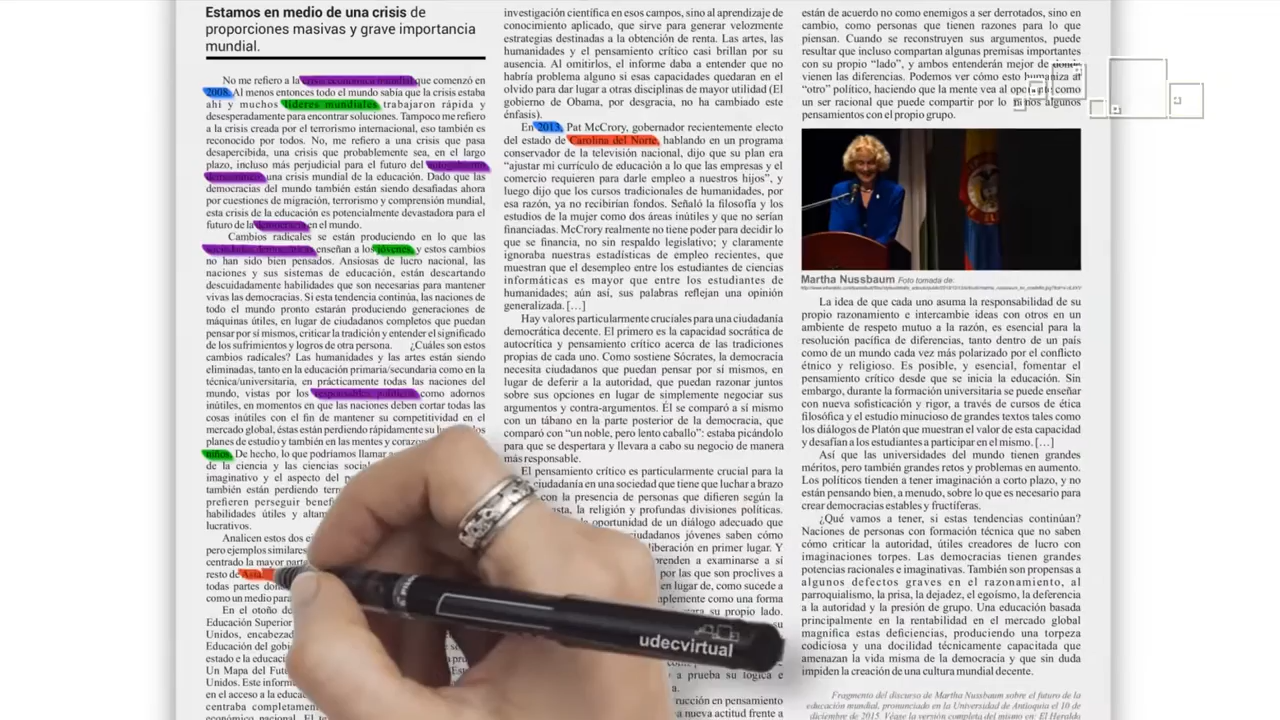 Estamos en medio de una crisis de
proporciones masivas y grave importancia
mundial.
No me refiero a la crisis económica mundial que comenzó en
2008. Al menos entonces todo el mundo sabía que la crisis estaba
ahí y muchos líderes mundiales trabajaron rápida y
desesperadamente para encontrar soluciones. Tampoco me refiero
a la crisis creada por el terrorismo internacional, eso también es
reconocido por todos. No, me refiero a una crisis que pasa
desapercibida, una crisis que probablemente sea, en el largo
plazo, incluso más perjudicial para el futuro de autogobierno
democrático: una crisis mundial de la educación. Dado que las
democracias del mundo también están siendo desafiadas ahora
por cuestiones de migración, terrorismo y comprensión mundial,
esta crisis de la educación es potencialmente devastadora para el
futuro de la democracia en el mundo.
Cambios radicales se están produciendo en lo que las
sociedades democráticas enseñan a los jóvenes, y estos cambios
no han sido bien pensados. Ansiosas de lucro nacional, las
naciones y sus sistemas de educación, están descartando
descuidadamente habilidades que son necesarias para mantener
vivas las democracias. Si esta tendencia continúa, las naciones de
todo el mundo pronto estarán produciendo generaciones de
máquinas útiles, en lugar de ciudadanos completos que puedan
pensar por sí mismos, criticar la tradición y entender el significado
de los sufrimientos y logros de otra persona. ¿Cuáles son estos
cambios radicales? Las humanidades y las artes están siendo
eliminadas, tanto en la educación primaria/secundaria como en la
técnica/universitaria, en prácticamente todas las naciones del
mundo, vistas por los responsables políticos como adornos
inútiles, en momentos en que las naciones deben cortar todas las
cosas inútiles con el fin de mantener su competitividad en el
mercado global, éstas están perdiendo rápidamente su
planes de estudio y también en las mentes y
niños. De hecho, lo que podríamos llamar
de la ciencia y las ciencias
imaginativo y el aspecto del
también están perdiendo
prefieren perseguir
habilidades útiles y
lucrativos.
Analicen estos dos
pero ejemplos similares
centrado la mayor
resto de Asia.
todas partes
como un medio para
En el otoño de
Educación Superior
Unidos,
Educación del
estado e la
Un Mapa del
Unidos. Este
en el acceso a la
centraba
económica nacional. El
investigación científica en esos campos, sino al aprendizaje de
conocimiento aplicado, que sirve para generar velozmente
estrategias destinadas a la obtención de renta. Las artes, las
humanidades y el pensamiento crítico casi brillan por su
ausencia. Al omitirlos, el informe daba a entender que no
habría problema alguno si esas capacidades quedaran en el
olvido para dar lugar a otras disciplinas de mayor utilidad (El
gobierno de Obama, por desgracia, no ha cambiado este
énfasis).
En 2013, Pat McCrory, gobernador recientemente electo
del estado de Carolina del Norte, hablando en un programa
conservador de la televisión nacional, dijo que su plan era
“ajustar mi currículo de educación a lo que las empresas y el
comercio requieren para darle empleo a nuestros hijos”, y
luego dijo que los cursos tradicionales de humanidades, por
esa razón, ya no recibirían fondos. Señaló la filosofía y los
estudios de la mujer como dos áreas inútiles y que no serían
financiadas. McCrory realmente no tiene poder para decidir lo
que se financia, sin respaldo legislativo; y claramente
ignoraba nuestras estadísticas de empleo recientes, que
muestran que el desempleo entre los estudiantes de ciencias
informáticas es mayor que entre los estudiantes de
humanidades; aún así, sus palabras reflejan una opinión
generalizada. […]
Hay valores particularmente cruciales para una ciudadanía
democrática decente. El primero es la capacidad socrática de
autocrítica y pensamiento crítico acerca de las tradiciones
propias de cada uno. Como sostiene Sócrates, la democracia
necesita ciudadanos que puedan pensar por sí mismos, en
lugar de deferir a la autoridad, que puedan razonar juntos
sobre sus opciones en lugar de simplemente negociar sus
argumentos y contra-argumentos. Él se comparó a sí mismo
con un tábano en la parte posterior de la democracia, que
comparó con “un noble, pero lento caballo”: estaba picándolo
para que se despertara y llevara a cabo su negocio de manera
más responsable.
El pensamiento crítico es particularmente crucial para la
ciudadanía en una sociedad que tiene que luchar a brazo
con la presencia de personas que difieren según la
la religión y profundas divisiones políticas.
oportunidad de un diálogo adecuado que
ciudadanos jóvenes saben cómo
deliberación en primer lugar. Y
aprenden a examinarse a sí
por las que son proclives a
en lugar de, como sucede a
simplemente como una forma
su propio lado.
su
prueba su lógica e
en pensamiento
a nueva actitud frente a
están de acuerdo no como enemigos a ser derrotados, sino en
cambio, como personas que tienen razones para lo que
piensan. Cuando se reconstruyen sus argumentos, puede
resultar que incluso compartan algunas premisas importantes
con su propio “lado”, y ambos entenderán mejor de donde
vienen las diferencias. Podemos ver cómo esto humaniza al
“otro” político, haciendo que la mente vea al oponente como
un ser racional que puede compartir por lo menos algunos
pensamientos con el propio grupo.
Martha Nussbaum Foto tomada de:
La idea de que cada uno asuma la responsabilidad de su
propio razonamiento e intercambie ideas con otros en un
ambiente de respeto mutuo a la razón, es esencial para la
resolución pacífica de diferencias, tanto dentro de un país
como de un mundo cada vez más polarizado por el conflicto
étnico y religioso. Es posible, y esencial, fomentar el
pensamiento crítico desde que se inicia la educación. Sin
embargo, durante la formación universitaria se puede enseñar
con nueva sofisticación y rigor, a través de cursos de ética
filosófica y el estudio minucioso de grandes textos tales como
los diálogos de Platón que muestran el valor de esta capacidad
y desafían a los estudiantes a participar en el mismo. […]
Así que las universidades del mundo tienen grandes
méritos, pero también grandes retos y problemas en aumento.
Los políticos tienden a tener imaginación a corto plazo, y no
están pensando bien, a menudo, sobre lo que es necesario para
crear democracias estables y fructíferas.
¿Qué vamos a tener, si estas tendencias continúan?
Naciones de personas con formación técnica que no saben
cómo criticar la autoridad, útiles creadores de lucro con
imaginaciones torpes. Las democracias tienen grandes
potencias racionales e imaginativas. También son propensas a
algunos defectos graves en el razonamiento, al
parroquialismo, la prisa, la dejadez, el egoísmo, la deferencia
a la autoridad y la presión de grupo. Una educación basada
principalmente en la rentabilidad en el mercado global
magnifica estas deficiencias, produciendo una torpeza
codiciosa y una docilidad técnicamente capacitada que
amenazan la vida misma de la democracia y que sin duda
impiden la creación de una cultura mundial decente.
Fragmento del discurso de Martha Nussbaum sobre el futuro de la
educación mundial, pronunciado en la Universidad de Antioquia el 10 de
diciembre de 2015. Véase la versión completa del mismo en: El Heraldo
udecvirtual